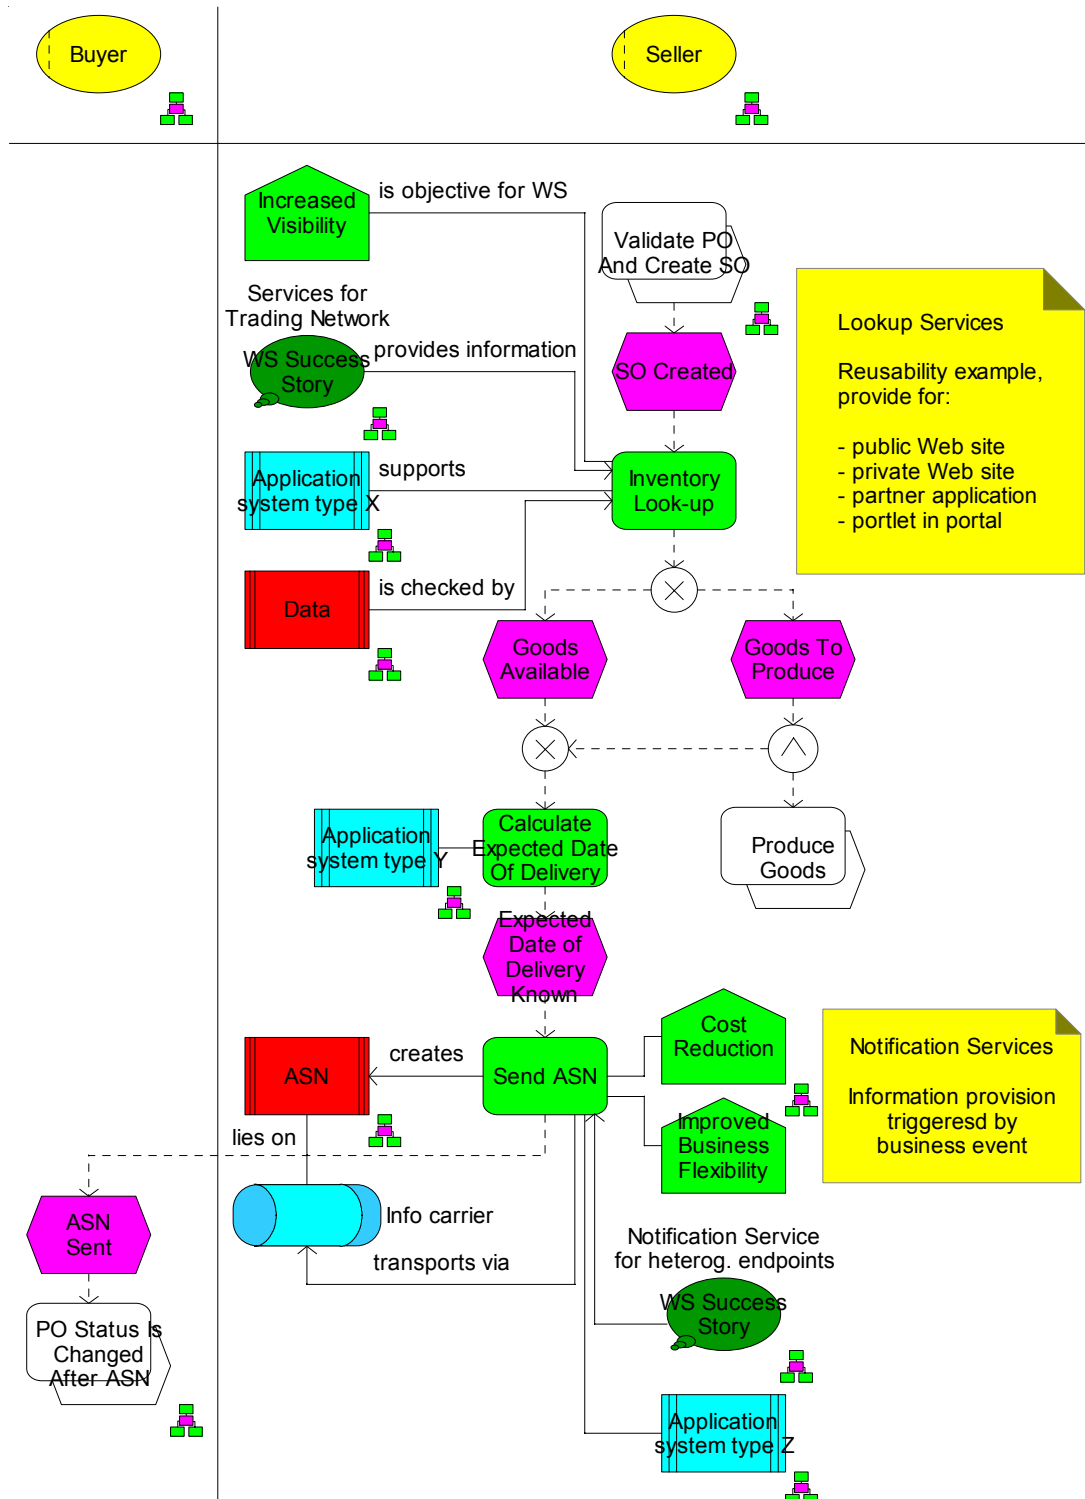 Buyer
Seller
Increased
Visibility
is objective for WS
Validate PO
And Create SO
Services for
Trading Network
WS Success
Story
provides information
SO Created
Lookup Services
Reusability example,
provide for:
- public Web site
- private Web site
- partner application
- portlet in portal
Application
system type X
supports
Inventory
Look-up
Data
is checked by
Goods
Available
Goods To
Produce
Application
system type Y
Calculate
Expected Date
Of Delivery
Produce
Goods
Expected
Date of
Delivery
Known
ASN
creates
Send ASN
Cost
Reduction
Improved
Business
Flexibility
Notification Services
Information provision
triggeresd by
business event
lies on
ASN
Sent
Info carrier
transports via
Notification Service
for heterog. endpoints
WS Success
Story
PO Status Is
Changed
After ASN
Application
system type Z